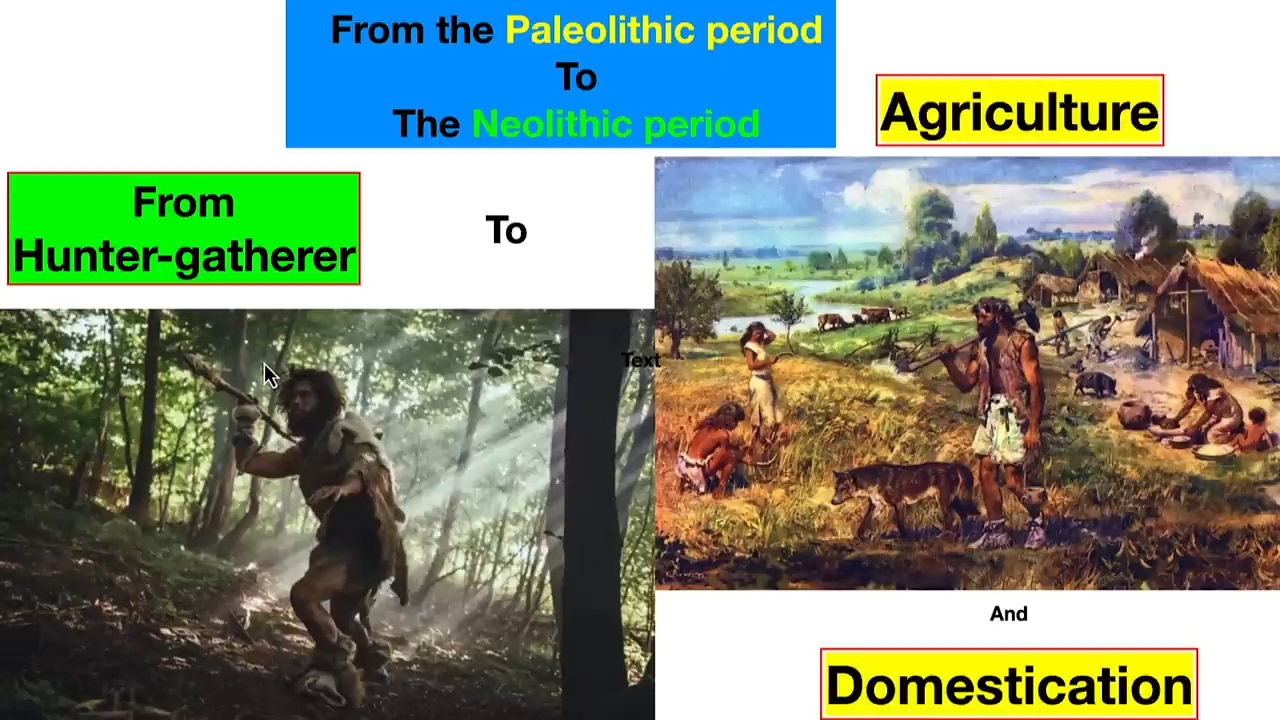 From the Paleolithic period
To
The Neolithic period
Agriculture
From
Hunter-gatherer
To
Text
And
Domestication